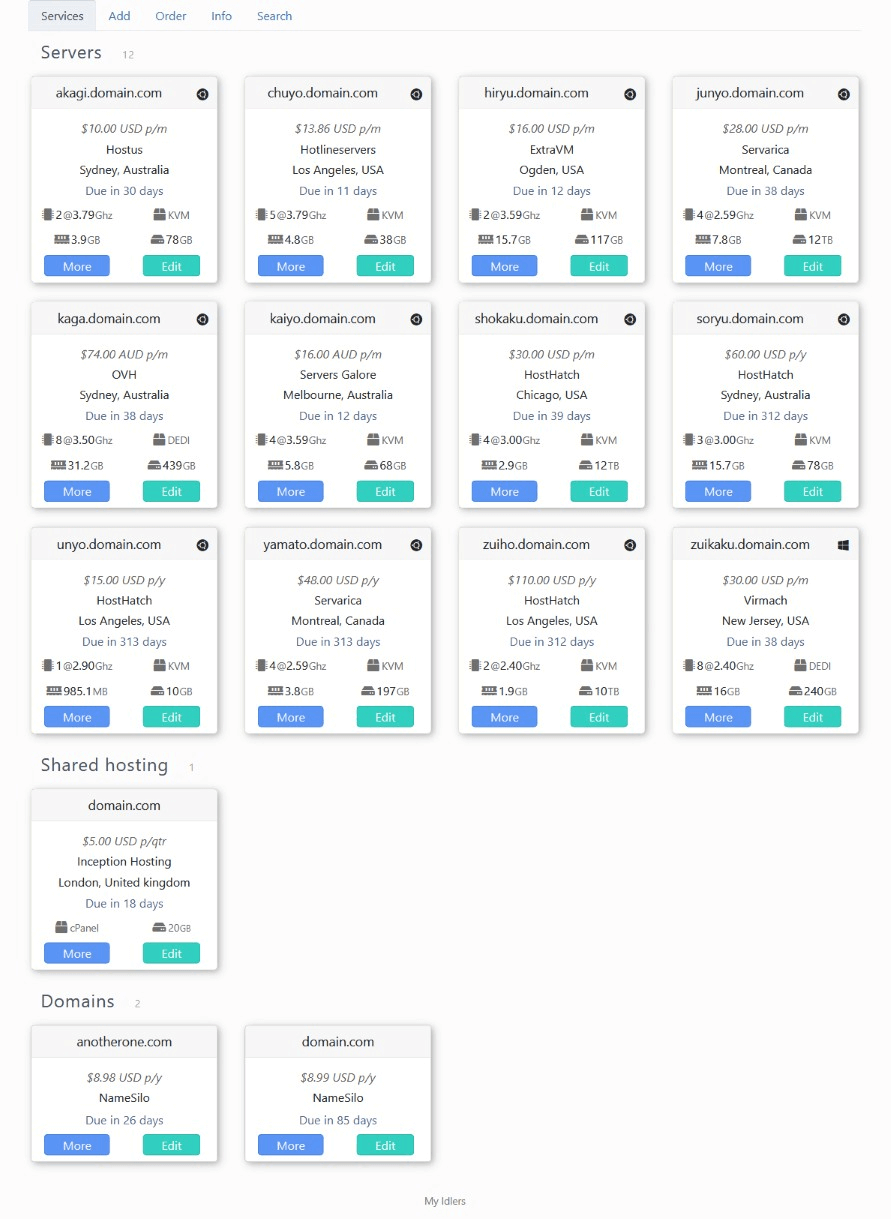 Services Add Order Info Search
Servers 12
akagi.domain.com
$10.00 USD p/m
Hostus
Sydney, Australia
Due in 30 days
2@3.79Ghz KVM
3.9GB 78GB
More Edit
chuyo.domain.com
$13.86 USD p/m
Hotlineservers
Los Angeles, USA
Due in 11 days
5@3.79Ghz KVM
4.8GB 38GB
More Edit
hiryu.domain.com
$16.00 USD p/m
ExtraVM
Ogden, USA
Due in 12 days
2@3.59Ghz KVM
15.7GB 117GB
More Edit
junyo.domain.com
$28.00 USD p/m
Servarica
Montreal, Canada
Due in 38 days
4@2.59Ghz KVM
7.8GB 12TB
More Edit
kaga.domain.com
$74.00 AUD p/m
OVH
Sydney, Australia
Due in 38 days
8@3.50Ghz DEDI
31.2GB 439GB
More Edit
kaiyo.domain.com
$16.00 AUD p/m
Servers Galore
Melbourne, Australia
Due in 12 days
4@3.59Ghz KVM
5.8GB 68GB
More Edit
shokaku.domain.com
$30.00 USD p/m
HostHatch
Chicago, USA
Due in 39 days
4@3.00Ghz KVM
2.9GB 12TB
More Edit
soryu.domain.com
$60.00 USD p/y
HostHatch
Sydney, Australia
Due in 312 days
3@3.00Ghz KVM
15.7GB 78GB
More Edit
unyo.domain.com
$15.00 USD p/y
HostHatch
Los Angeles, USA
Due in 313 days
1@2.90Ghz KVM
985.1MB 10GB
More Edit
yamato.domain.com
$48.00 USD p/y
Servarica
Montreal, Canada
Due in 313 days
4@2.59Ghz KVM
3.8GB 197GB
More Edit
zuiho.domain.com
$110.00 USD p/y
HostHatch
Los Angeles, USA
Due in 312 days
2@2.40Ghz KVM
1.9GB 10TB
More Edit
zuikaku.domain.com
$30.00 USD p/m
Virmach
New Jersey, USA
Due in 38 days
8@2.40Ghz DEDI
16GB 240GB
More Edit
Shared hosting 1
domain.com
$5.00 USD p/qtr
Inception Hosting
London, United kingdom
Due in 18 days
cPanel 20GB
More Edit
Domains 2
anotherone.com
$8.98 USD p/y
NameSilo
Due in 26 days
More Edit
domain.com
$8.99 USD p/y
NameSilo
Due in 85 days
More Edit
My Idlers